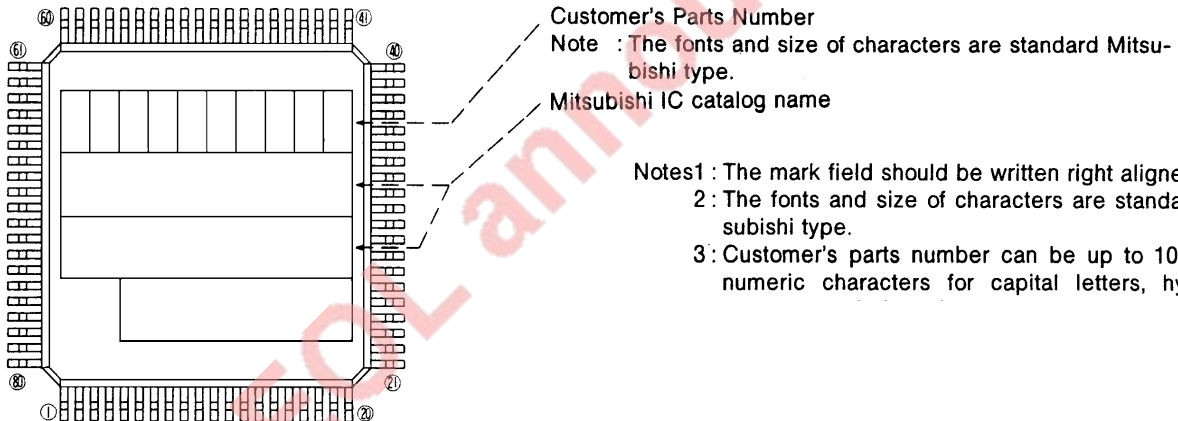 60 41
61 40
80 21
1 20
Customer's Parts Number
Note : The fonts and size of characters are standard Mitsu-
bishi type.
Mitsubishi IC catalog name
Notes1 : The mark field should be written right aligne
2 : The fonts and size of characters are standa
subishi type.
3 : Customer's parts number can be up to 10
numeric characters for capital letters, hy
EOL annou